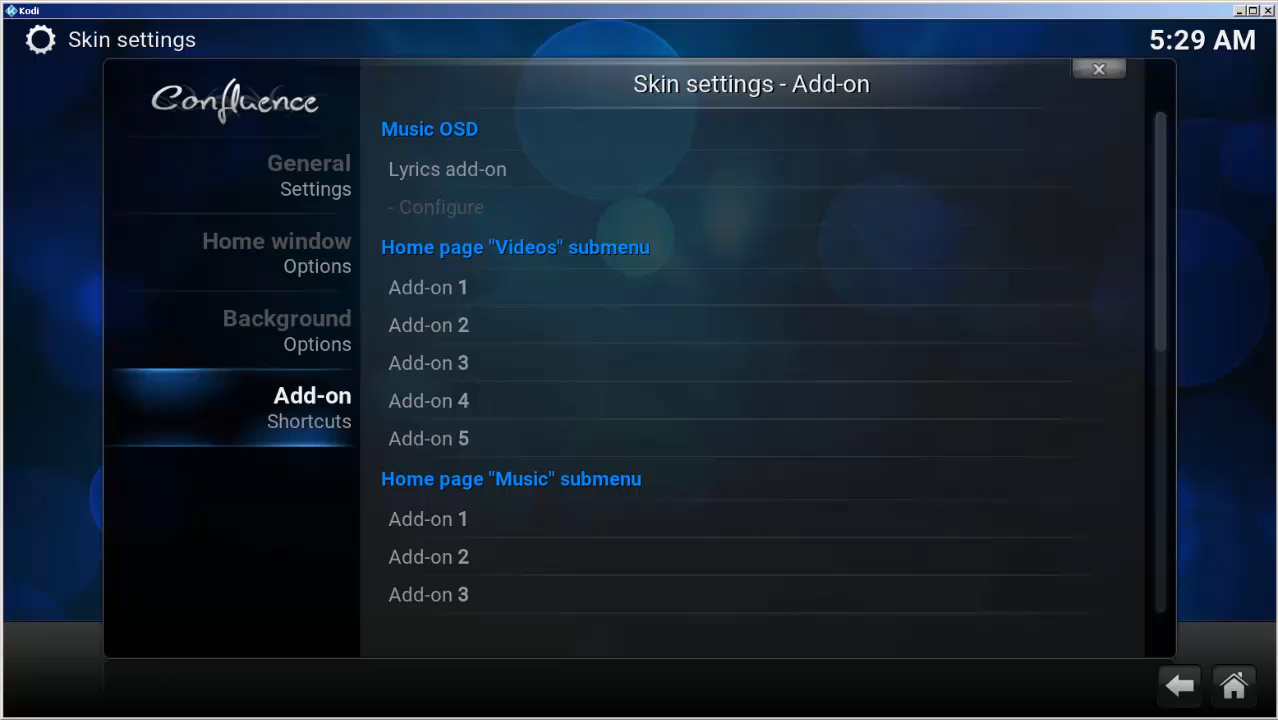 Kodi
Skin settings
5:29 AM
Confluence
Skin settings - Add-on
General
Settings
Home window
Options
Background
Options
Add-on
Shortcuts
Music OSD
Lyrics add-on
- Configure
Home page "Videos" submenu
Add-on 1
Add-on 2
Add-on 3
Add-on 4
Add-on 5
Home page "Music" submenu
Add-on 1
Add-on 2
Add-on 3